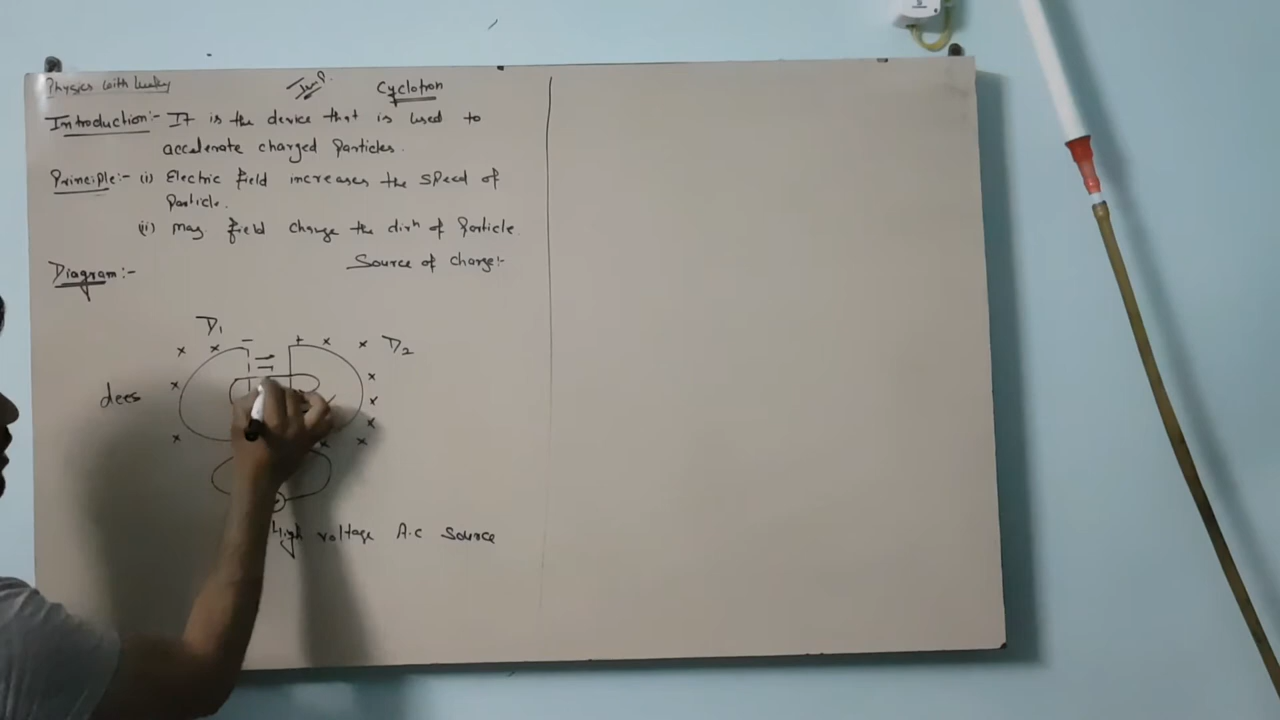 Physics with lucky
Imp. Cyclotron
Introduction:- It is the device that is used to
accelerate charged Particles.
Principle:- (i) Electric field increases the speed of
Particle.
(ii) mag field change the dirn of Particle.
Source of charge:-
Diagram:-
D1
- +
D2
dees
High voltage A.C Source